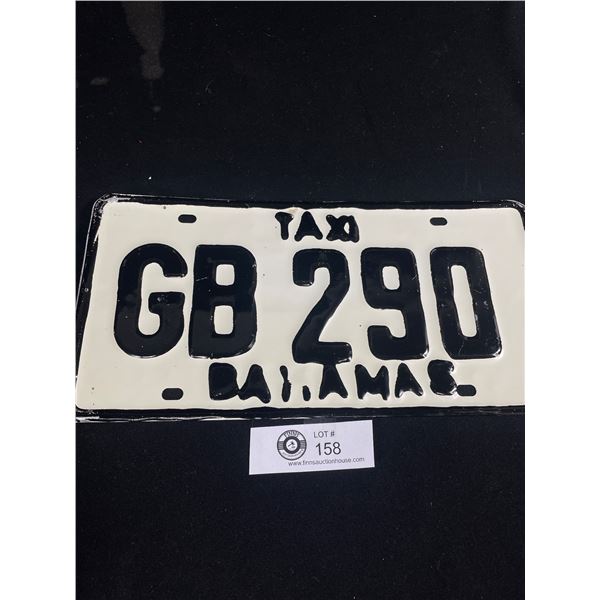 TAXI
GB 290
BAHAMAS
LOT #
158
www.finnsauctionhouse.com